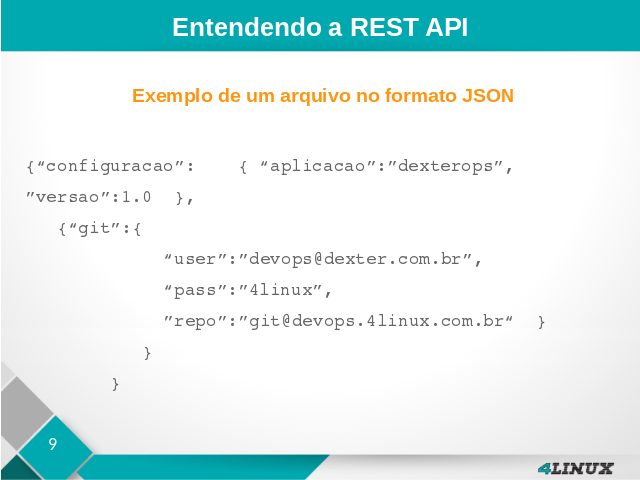 Entendendo a REST API
Exemplo de um arquivo no formato JSON
{“configuracao”:    { “aplicacao”:”dexterops”,
”versao”:1.0  },
{“git”:{
“user”:”devops@dexter.com.br”,
“pass”:”4linux”,
”repo”:”git@devops.4linux.com.br“  }
}
}
9
4LINUX